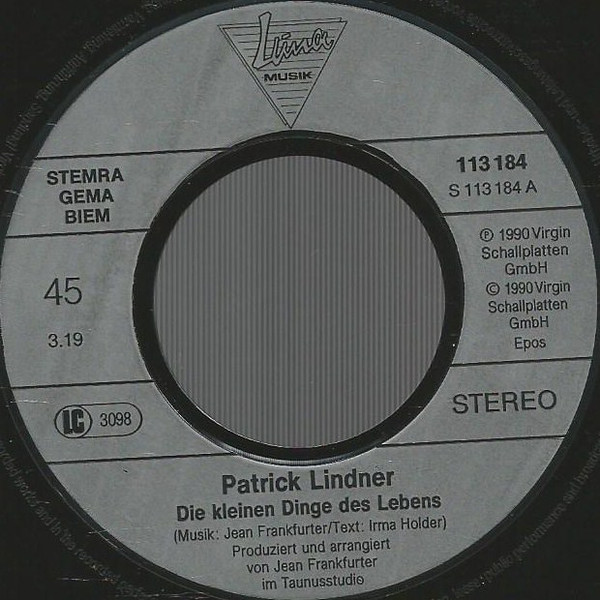 Lina
MUSIK
STEMRA
GEMA
BIEM
113 184
S 113 184 A
℗ 1990 Virgin
Schallplatten
GmbH
© 1990 Virgin
Schallplatten
GmbH
Epos
45
3.19
LC 3098
STEREO
Patrick Lindner
Die kleinen Dinge des Lebens
(Musik: Jean Frankfurter/Text: Irma Holder)
Produziert und arrangiert
von Jean Frankfurter
im Taunusstudio